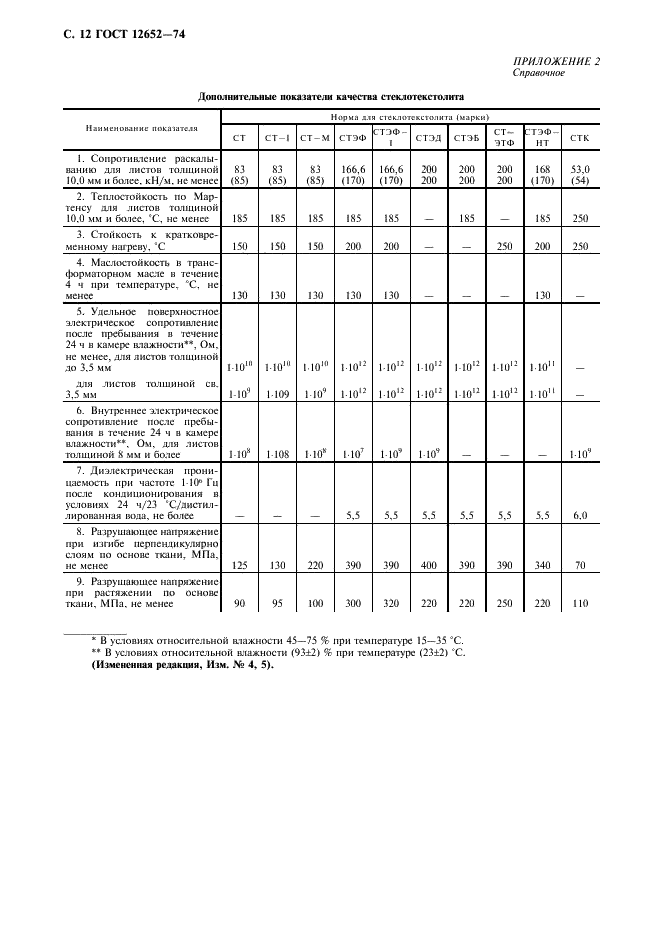 С. 12 ГОСТ 12652—74
ПРИЛОЖЕНИЕ 2
Справочное
Дополнительные показатели качества стеклотекстолита
Наименование показателя
Норма для стеклотекстолита (марки)
СТ СТ—I СТ—М СТЭФ СТЭФ—I СТЭД СТЭБ СТ—ЭТФ СТЭФ—НТ СТК
1. Сопротивление раскалы-
ванию для листов толщиной 83 83 83 166,6 166,6 200 200 200 168 53,0
10,0 мм и более, кН/м, не менее (85) (85) (85) (170) (170) 200 200 200 (170) (54)
2. Теплостойкость по Мар-
тенсу для листов толщиной
10,0 мм и более, °С, не менее 185 185 185 185 185 — 185 — 185 250
3. Стойкость к кратковре-
менному нагреву, °С 150 150 150 200 200 — — 250 200 250
4. Маслостойкость в транс-
форматорном масле в течение
4 ч при температуре, °С, не
менее 130 130 130 130 130 — — — 130 —
5. Удельное поверхностное
электрическое сопротивление
после пребывания в течение
24 ч в камере влажности**, Ом,
не менее, для листов толщиной
до 3,5 мм 1·10¹⁰ 1·10¹⁰ 1·10¹⁰ 1·10¹² 1·10¹² 1·10¹² 1·10¹² 1·10¹² 1·10¹¹ —
для листов толщиной св.
3,5 мм 1·10⁹ 1·109 1·10⁹ 1·10¹² 1·10¹² 1·10¹² 1·10¹² 1·10¹² 1·10¹¹ —
6. Внутреннее электрическое
сопротивление после пребы-
вания в течение 24 ч в камере
влажности**, Ом, для листов
толщиной 8 мм и более 1·10⁸ 1·108 1·10⁸ 1·10⁷ 1·10⁹ 1·10⁹ — — — 1·10⁹
7. Диэлектрическая прони-
цаемость при частоте 1·10⁶ Гц
после кондиционирования в
условиях 24 ч/23 °С/дистил-
лированная вода, не более — — — 5,5 5,5 5,5 5,5 5,5 5,5 6,0
8. Разрушающее напряжение
при изгибе перпендикулярно
слоям по основе ткани, МПа,
не менее 125 130 220 390 390 400 390 390 340 70
9. Разрушающее напряжение
при растяжении по основе
ткани, МПа, не менее 90 95 100 300 320 220 220 250 220 110
* В условиях относительной влажности 45—75 % при температуре 15—35 °С.
** В условиях относительной влажности (93±2) % при температуре (23±2) °С.
(Измененная редакция, Изм. № 4, 5).